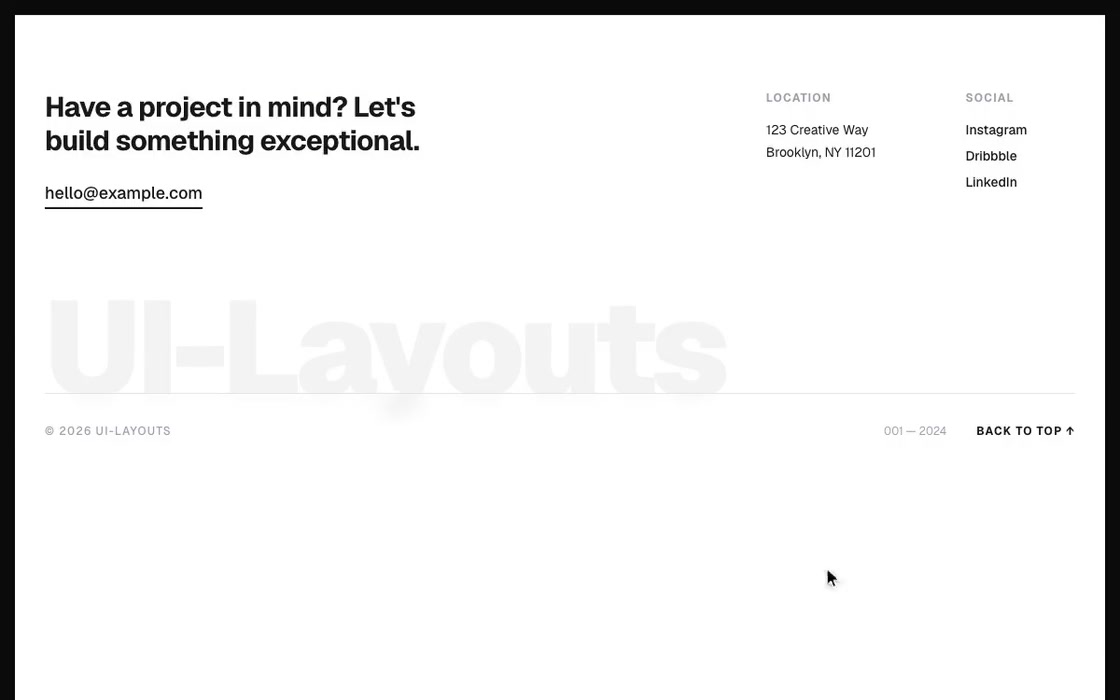 Have a project in mind? Let's
build something exceptional.
hello@example.com
LOCATION
123 Creative Way
Brooklyn, NY 11201
SOCIAL
Instagram
Dribbble
LinkedIn
UI-Layouts
© 2026 UI-LAYOUTS
001 — 2024
BACK TO TOP ↑